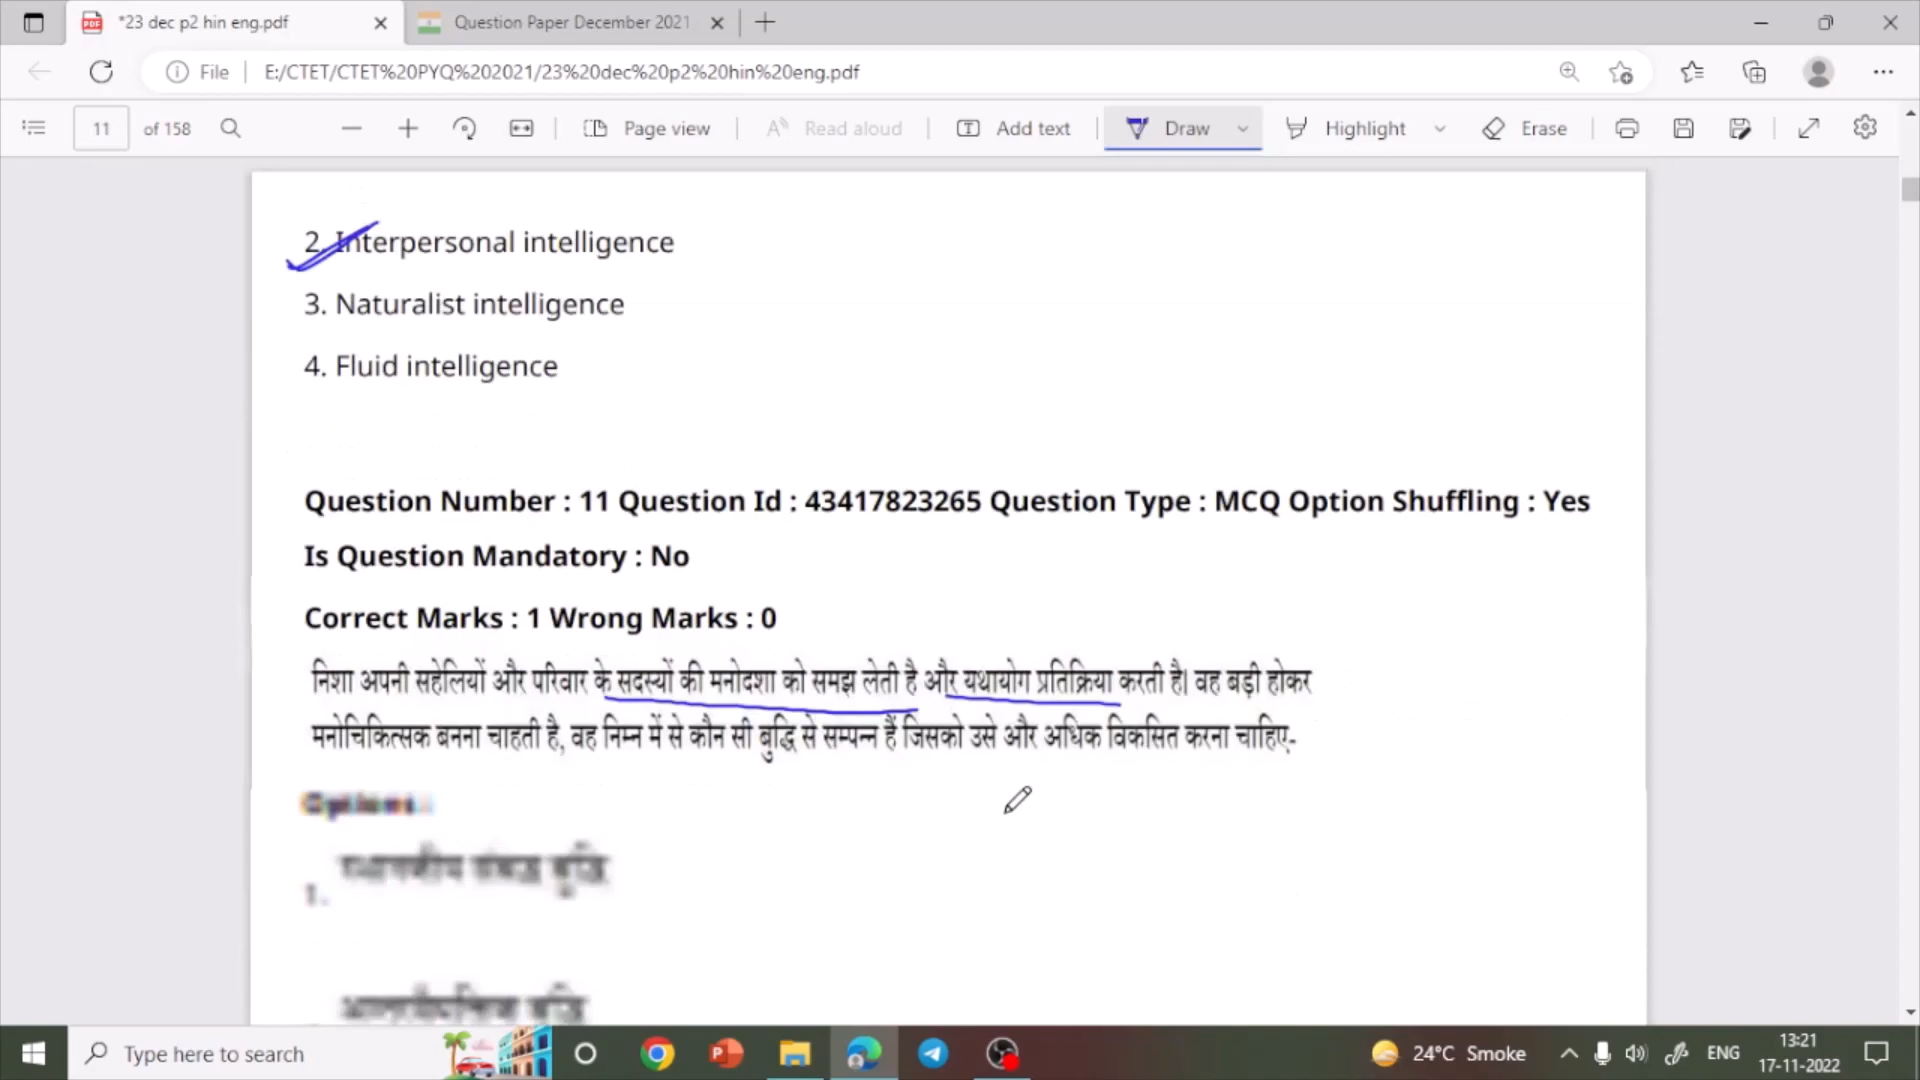 *23 dec p2 hin eng.pdf
Question Paper December 2021
File
E:/CTET/CTET%20PYQ%202021/23%20dec%20p2%20hin%20eng.pdf
11 of 158
Page view
Read aloud
Add text
Draw
Highlight
Erase
2. Interpersonal intelligence
3. Naturalist intelligence
4. Fluid intelligence
Question Number : 11 Question Id : 43417823265 Question Type : MCQ Option Shuffling : Yes
Is Question Mandatory : No
Correct Marks : 1 Wrong Marks : 0
निशा अपनी सहेलियों और परिवार के सदस्यों की मनोदशा को समझ लेती है और यथायोग प्रतिक्रिया करती है। वह बड़ी होकर
मनोचिकित्सक बनना चाहती है, वह निम्न में से कौन सी बुद्धि से सम्पन्न हैं जिसको उसे और अधिक विकसित करना चाहिए-
Options :
1.
बुद्धि
बुद्धि
Type here to search
24°C Smoke
ENG
13:21
17-11-2022